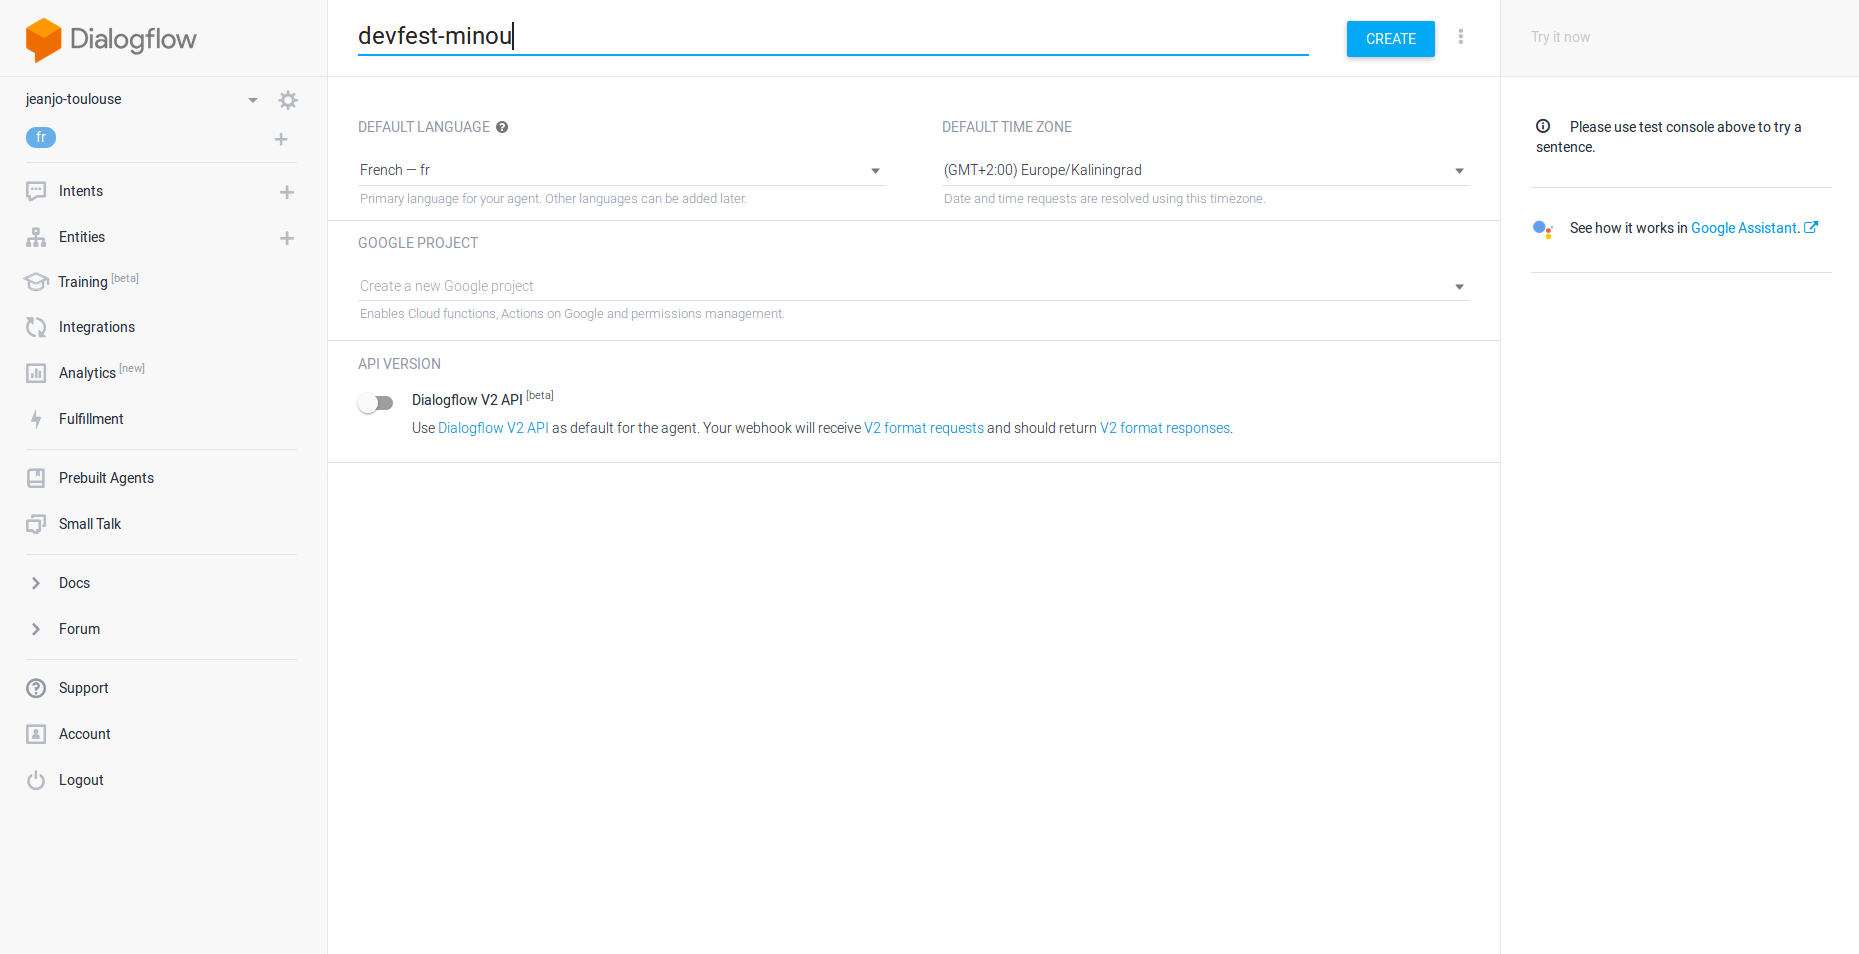 Dialogflow
jeanjo-toulouse
fr
Intents
Entities
Training [beta]
Integrations
Analytics [new]
Fulfillment
Prebuilt Agents
Small Talk
Docs
Forum
Support
Account
Logout
devfest-minou
CREATE
DEFAULT LANGUAGE ?
French — fr
Primary language for your agent. Other languages can be added later.
DEFAULT TIME ZONE
(GMT+2:00) Europe/Kaliningrad
Date and time requests are resolved using this timezone.
GOOGLE PROJECT
Create a new Google project
Enables Cloud functions, Actions on Google and permissions management.
API VERSION
Dialogflow V2 API [beta]
Use Dialogflow V2 API as default for the agent. Your webhook will receive V2 format requests and should return V2 format responses.
Try it now
Please use test console above to try a
sentence.
See how it works in Google Assistant.